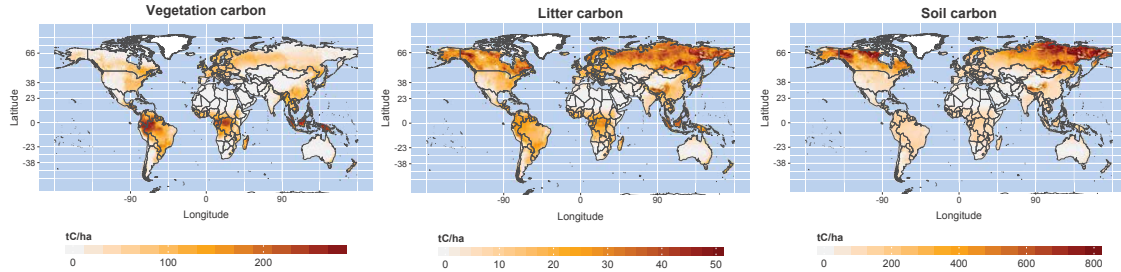 Vegetation carbon
Latitude
66
38
23
0
-23
-38
-90 0 90
Longitude
tC/ha
0 100 200
Litter carbon
Latitude
66
38
23
0
-23
-38
-90 0 90
Longitude
tC/ha
0 10 20 30 40 50
Soil carbon
Latitude
66
38
23
0
-23
-38
-90 0 90
Longitude
tC/ha
0 200 400 600 800